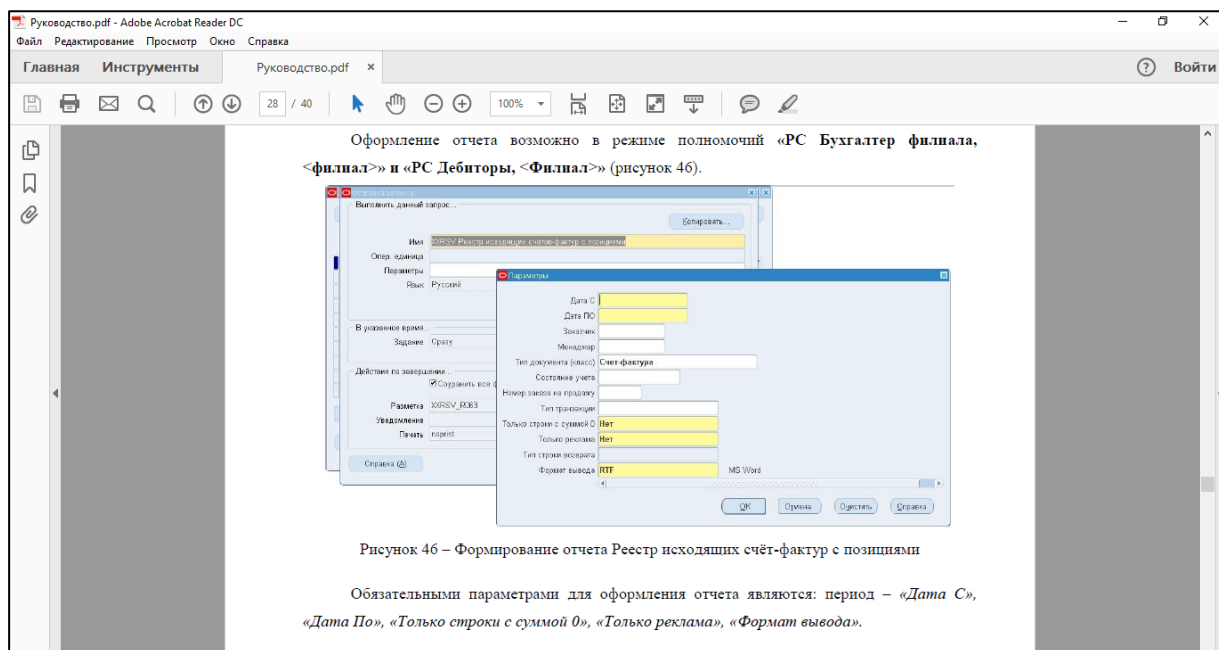 Руководство.pdf - Adobe Acrobat Reader DC
Файл Редактирование Просмотр Окно Справка
Главная Инструменты Руководство.pdf × Войти
28 / 40 100%
Оформление отчета возможно в режиме полномочий «РС Бухгалтер филиала,
<филиал>» и «РС Дебиторы, <Филиал>» (рисунок 46).
Выполнить данный запрос...
Копировать...
Имя XXRSV Реестр исходящих счетов-фактур с позициями
Опер. единица
Параметры
Язык Русский
В указанное время...
Задание Сразу
Действия по завершении...
Сохранить все ф
Разметка XXRSV_R063
Уведомление
Печать noprint
Справка (А)
Параметры
Дата С
Дата ПО
Заказчик
Менеджер
Тип документа (класс) Счет-фактура
Состояние учета
Номер заказа на продажу
Тип транзакции
Только строки с суммой 0 Нет
Только реклама Нет
Тип строки возврата
Формат вывода RTF MS Word
ОК Отмена Очистить Справка
Рисунок 46 – Формирование отчета Реестр исходящих счёт-фактур с позициями
Обязательными параметрами для оформления отчета являются: период – «Дата С»,
«Дата По», «Только строки с суммой 0», «Только реклама», «Формат вывода».